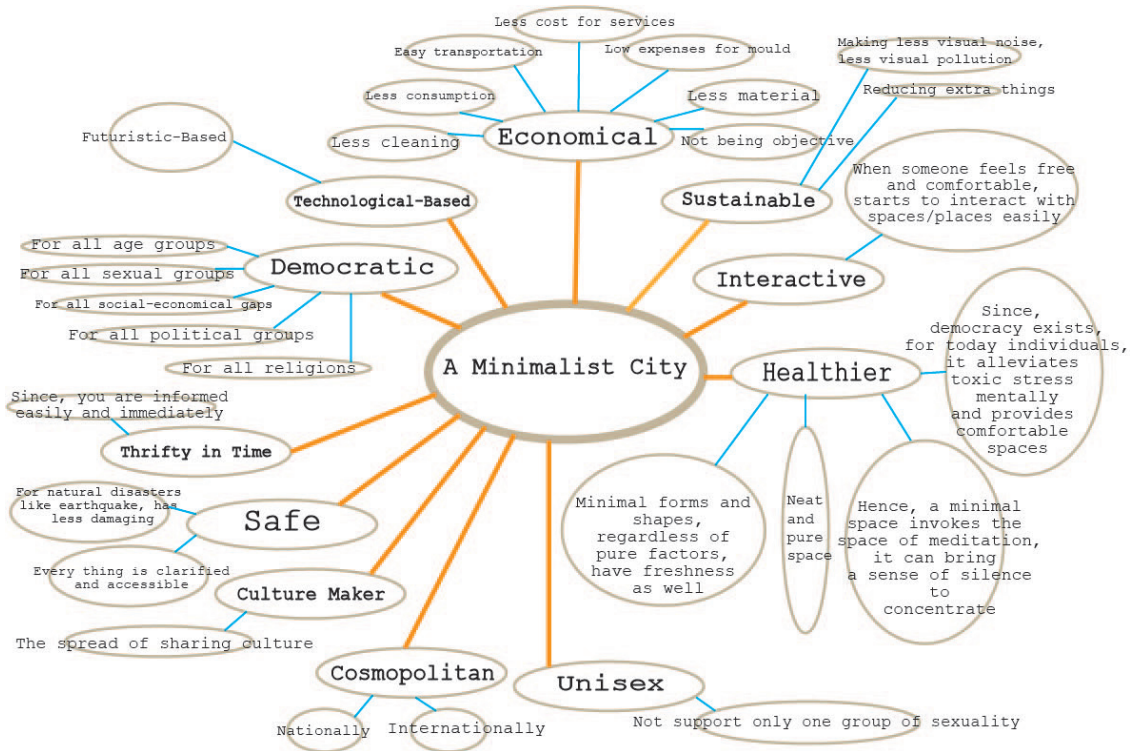 Less cost for services
Easy transportation
Low expenses for mould
Making less visual noise,
less visual pollution
Less consumption
Less material
Reducing extra things
Futuristic-Based
Less cleaning
Economical
Not being objective
When someone feels free
and comfortable,
starts to interact with
spaces/places easily
Technological-Based
Sustainable
For all age groups
For all sexual groups
For all social-economical gaps
For all political groups
For all religions
Democratic
Interactive
A Minimalist City
Healthier
Since,
democracy exists,
for today individuals,
it alleviates
toxic stress
mentally
and provides
comfortable
spaces
Since, you are informed
easily and immediately
Thrifty in Time
For natural disasters
like earthquake, has
less damaging
Safe
Every thing is clarified
and accessible
Minimal forms and
shapes,
regardless of
pure factors,
have freshness
as well
Neat
and
pure
space
Hence, a minimal
space invokes the
space of meditation,
it can bring
a sense of silence
to
concentrate
Culture Maker
The spread of sharing culture
Cosmopolitan
Nationally
Internationally
Unisex
Not support only one group of sexuality